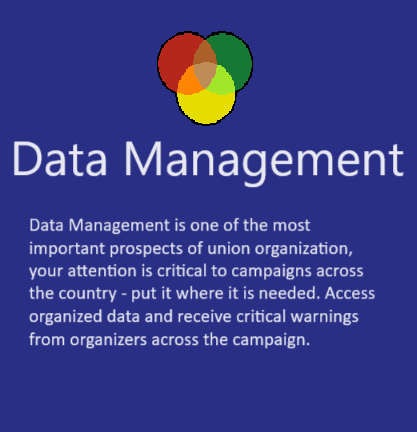 Data Management
Data Management is one of the most
important prospects of union organization,
your attention is critical to campaigns across
the country - put it where it is needed. Access
organized data and receive critical warnings
from organizers across the campaign.